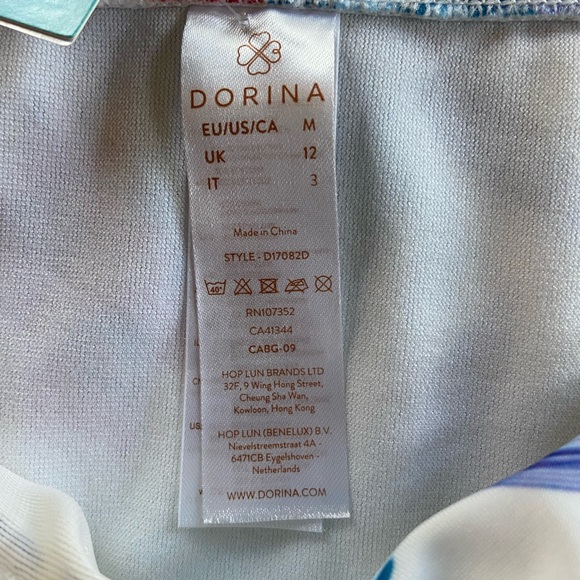 DORINA
EU/US/CA M
UK 12
IT 3
Made in China
STYLE - D17082D
40°
RN107352
CA41344
CABG-09
HOP LUN BRANDS LTD
32F, 9 Wing Hong Street,
Cheung Sha Wan,
Kowloon, Hong Kong
HOP LUN (BENELUX) B.V.
Nievelstreemstraat 4A -
6471CB Eygelshoven -
Netherlands
WWW.DORINA.COM